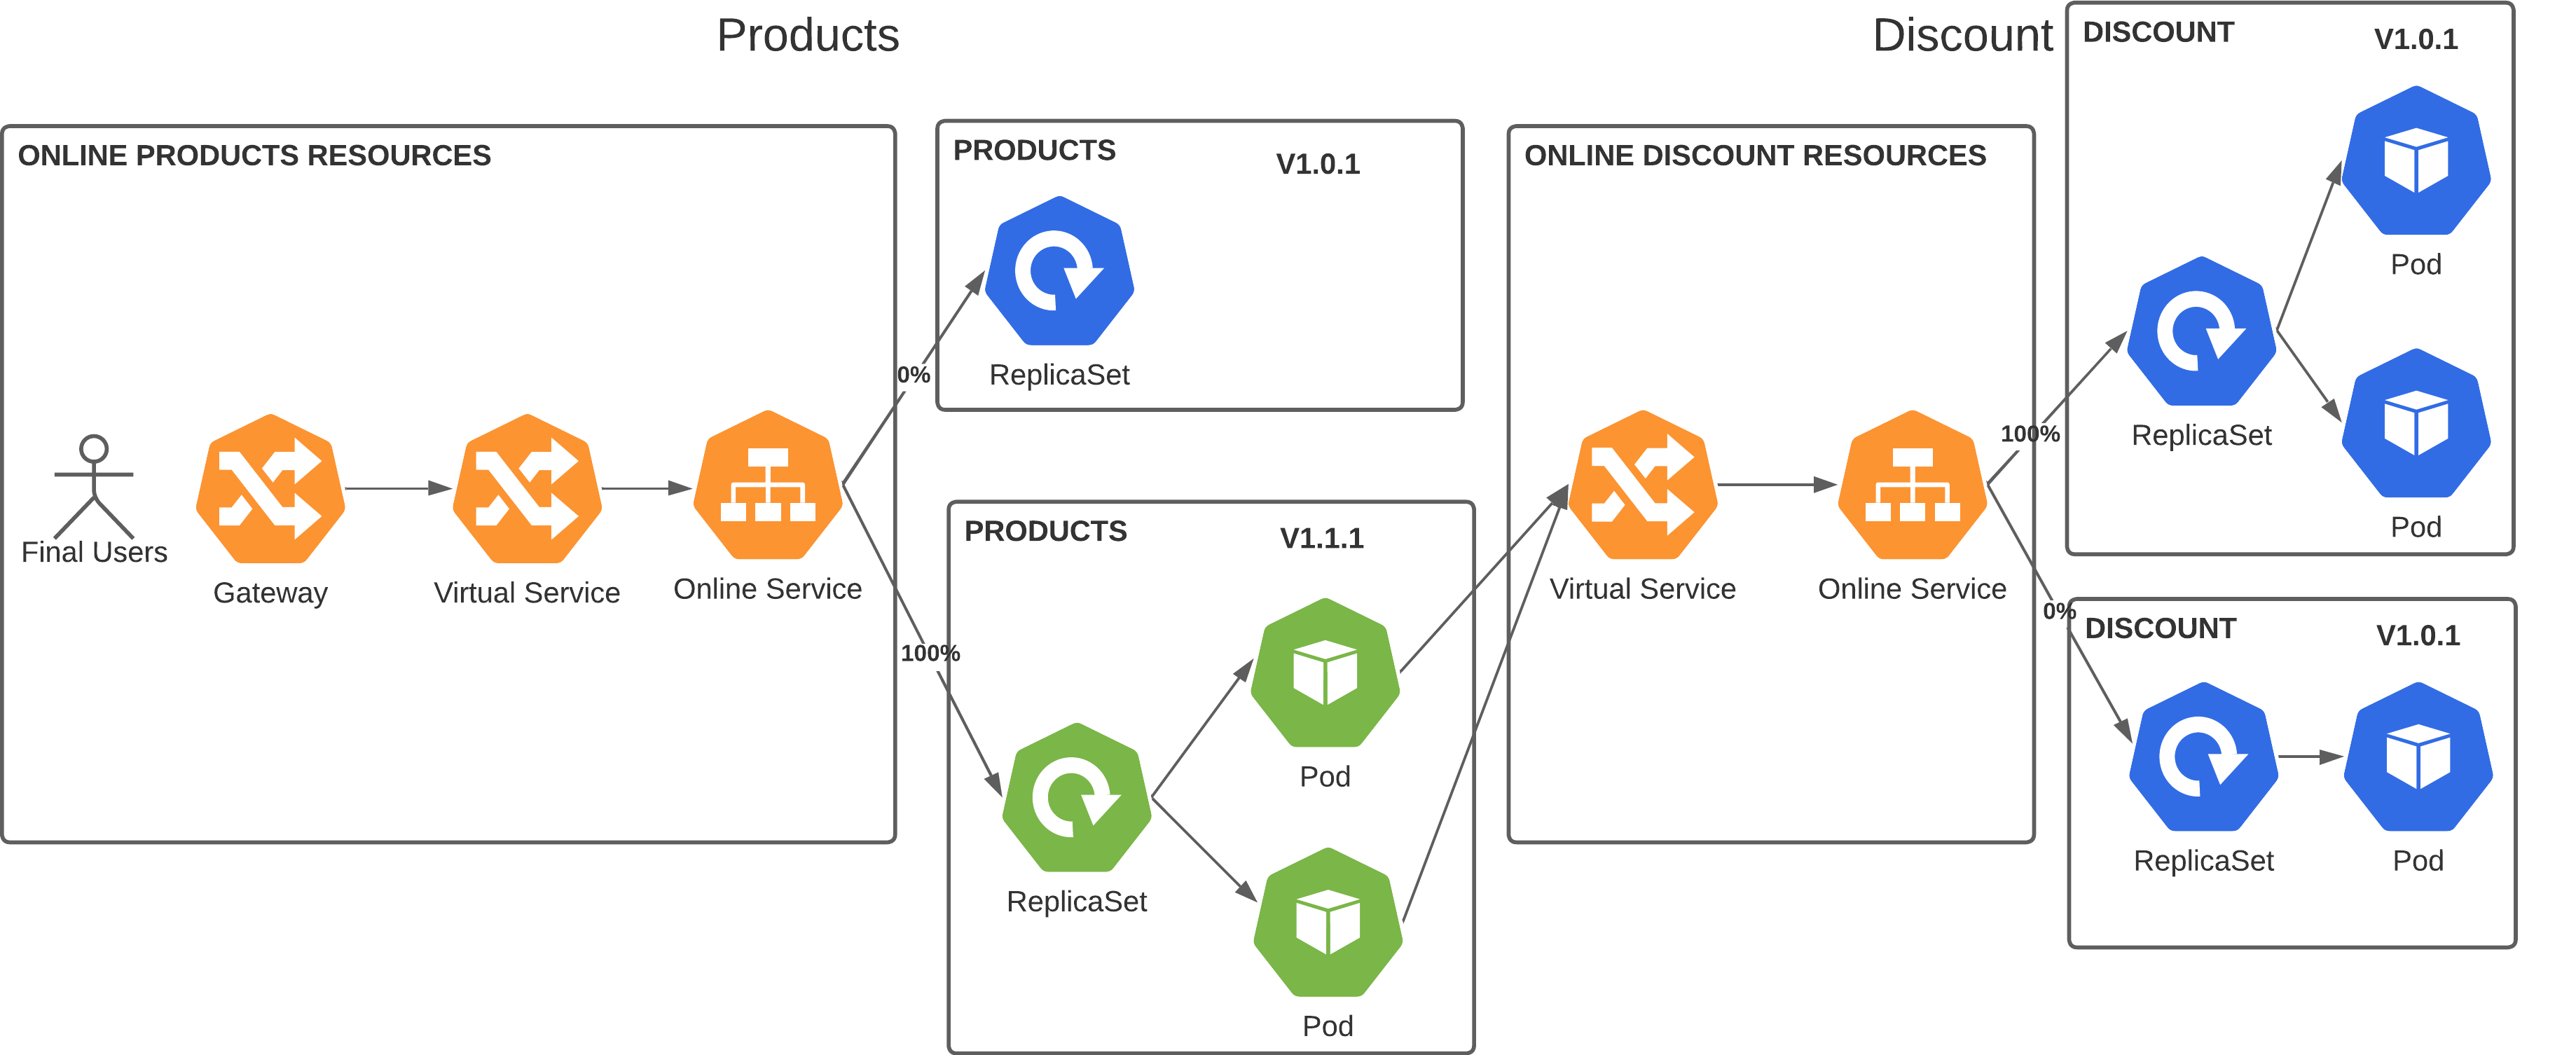 Products
Discount
ONLINE PRODUCTS RESOURCES
Final Users
Gateway
Virtual Service
Online Service
0%
100%
PRODUCTS
V1.0.1
ReplicaSet
PRODUCTS
V1.1.1
ReplicaSet
Pod
Pod
ONLINE DISCOUNT RESOURCES
Virtual Service
Online Service
100%
0%
DISCOUNT
V1.0.1
ReplicaSet
Pod
Pod
DISCOUNT
V1.0.1
ReplicaSet
Pod